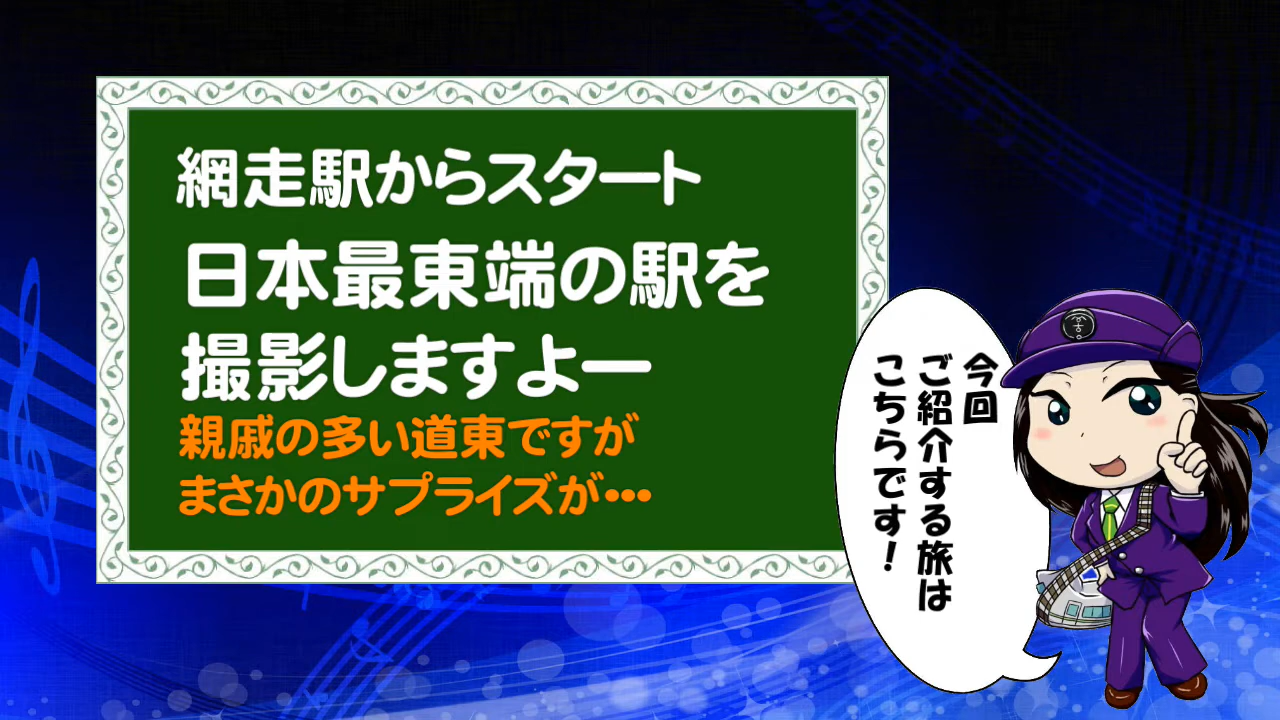 網走駅からスタート
日本最東端の駅を
撮影しますよー
親戚の多い道東ですが
まさかのサプライズが…
今回
ご紹介する旅は
こちらです！